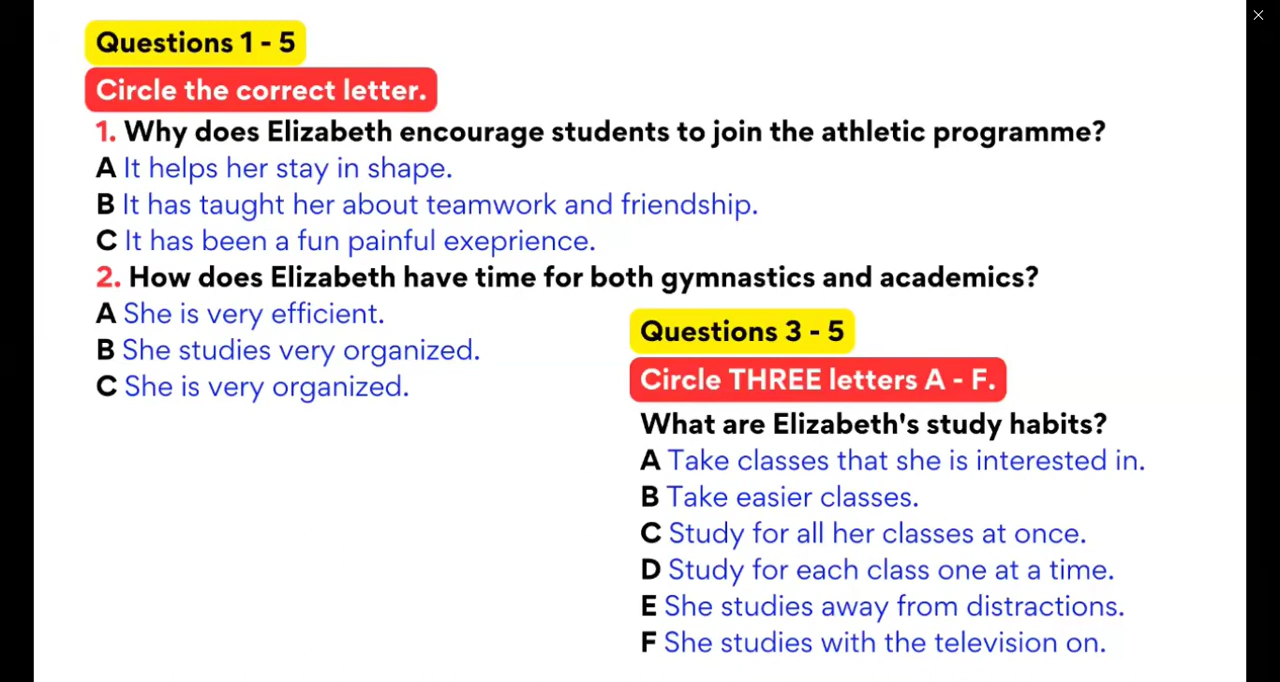 Questions 1 - 5
Circle the correct letter.
1. Why does Elizabeth encourage students to join the athletic programme?
A It helps her stay in shape.
B It has taught her about teamwork and friendship.
C It has been a fun painful exeprience.
2. How does Elizabeth have time for both gymnastics and academics?
A She is very efficient.
B She studies very organized.
C She is very organized.
Questions 3 - 5
Circle THREE letters A - F.
What are Elizabeth's study habits?
A Take classes that she is interested in.
B Take easier classes.
C Study for all her classes at once.
D Study for each class one at a time.
E She studies away from distractions.
F She studies with the television on.